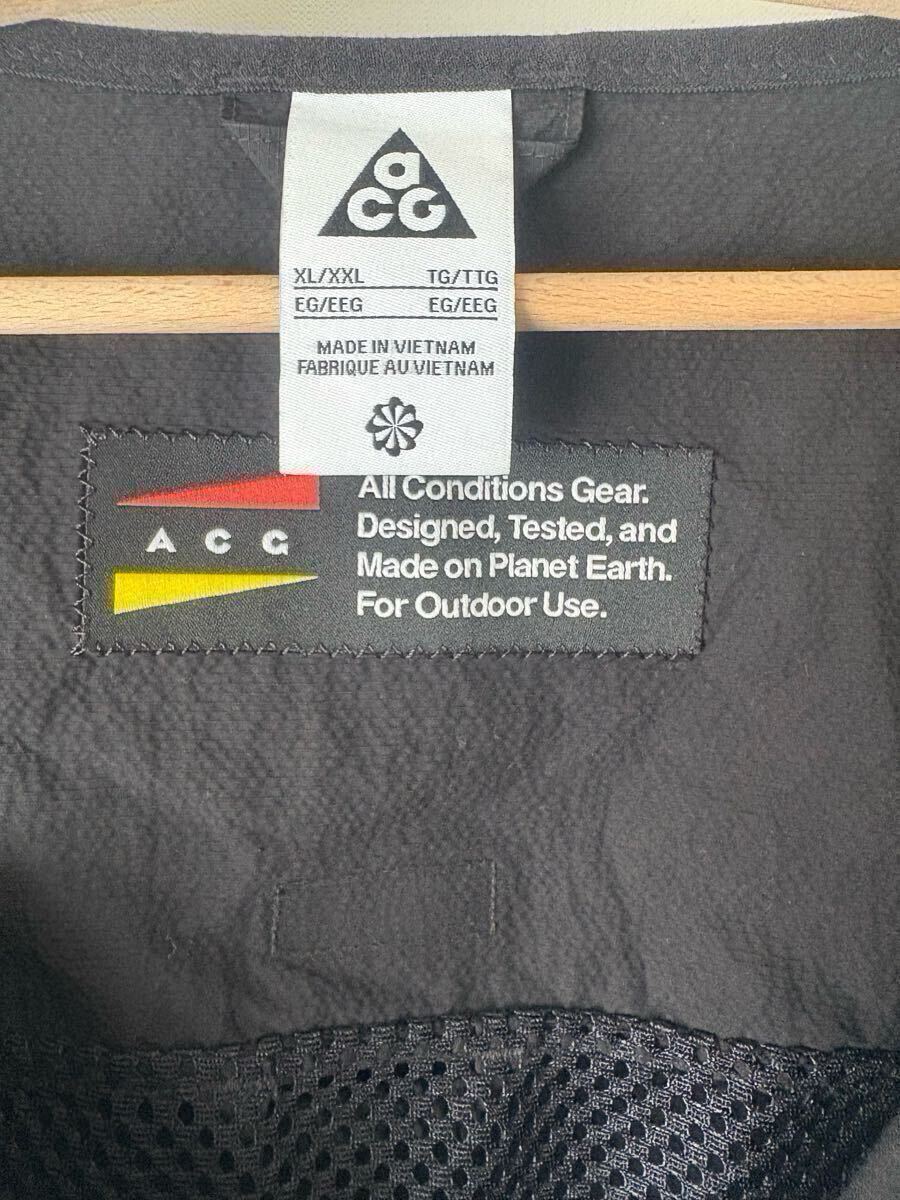 a
CG
XL/XXL TG/TTG
EG/EEG EG/EEG
MADE IN VIETNAM
FABRIQUE AU VIETNAM
A C G
All Conditions Gear.
Designed, Tested, and
Made on Planet Earth.
For Outdoor Use.